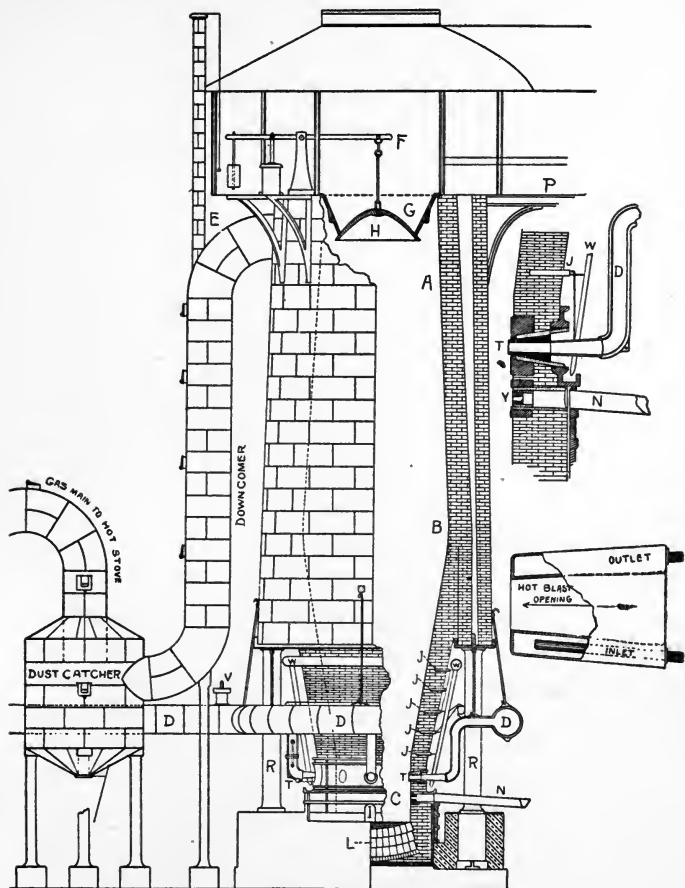 F
G
P
H
E
A
W
J
D
T
Y
N
DOWNCOMER
GAS MAIN TO HOT STOVE
B
OUTLET
HOT BLAST
OPENING
INLET
DUST CATCHER
V
W
J
W
D
D
D
R
R
T
O
T
C
N
I
L